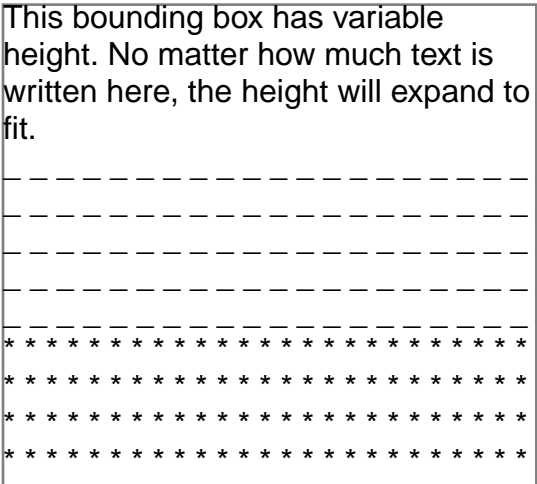 This bounding box has variable
height. No matter how much text is
written here, the height will expand to
fit.
_ _ _ _ _ _ _ _ _ _ _ _ _ _ _ _ _ _ _ _
_ _ _ _ _ _ _ _ _ _ _ _ _ _ _ _ _ _ _ _
_ _ _ _ _ _ _ _ _ _ _ _ _ _ _ _ _ _ _ _
_ _ _ _ _ _ _ _ _ _ _ _ _ _ _ _ _ _ _ _
_ _ _ _ _ _ _ _ _ _ _ _ _ _ _ _ _ _ _ _
* * * * * * * * * * * * * * * * * * * * * * * * *
* * * * * * * * * * * * * * * * * * * * * * * * *
* * * * * * * * * * * * * * * * * * * * * * * * *
* * * * * * * * * * * * * * * * * * * * * * * * *